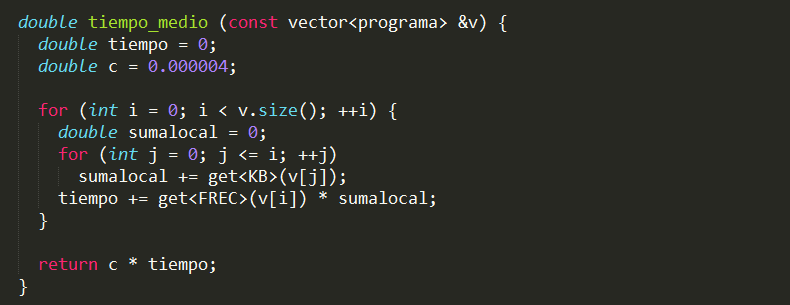 double tiempo_medio (const vector<programa> &v) {
  double tiempo = 0;
  double c = 0.000004;

  for (int i = 0; i < v.size(); ++i) {
    double sumalocal = 0;
    for (int j = 0; j <= i; ++j)
      sumalocal += get<KB>(v[j]);
    tiempo += get<FREC>(v[i]) * sumalocal;
  }

  return c * tiempo;
}